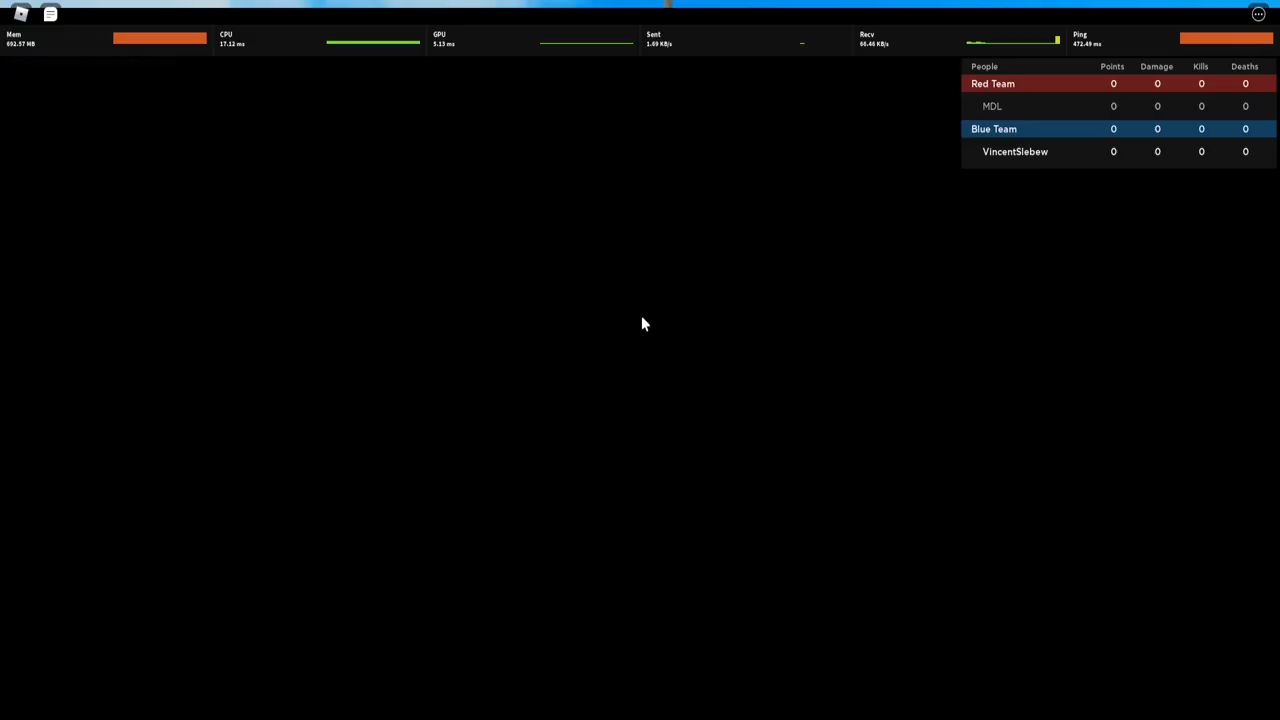 Mem
692.57 MB
CPU
17.12 ms
GPU
5.13 ms
Sent
1.69 KB/s
Recv
66.46 KB/s
Ping
472.49 ms
People Points Damage Kills Deaths
Red Team 0 0 0 0
MDL 0 0 0 0
Blue Team 0 0 0 0
VincentSlebew 0 0 0 0